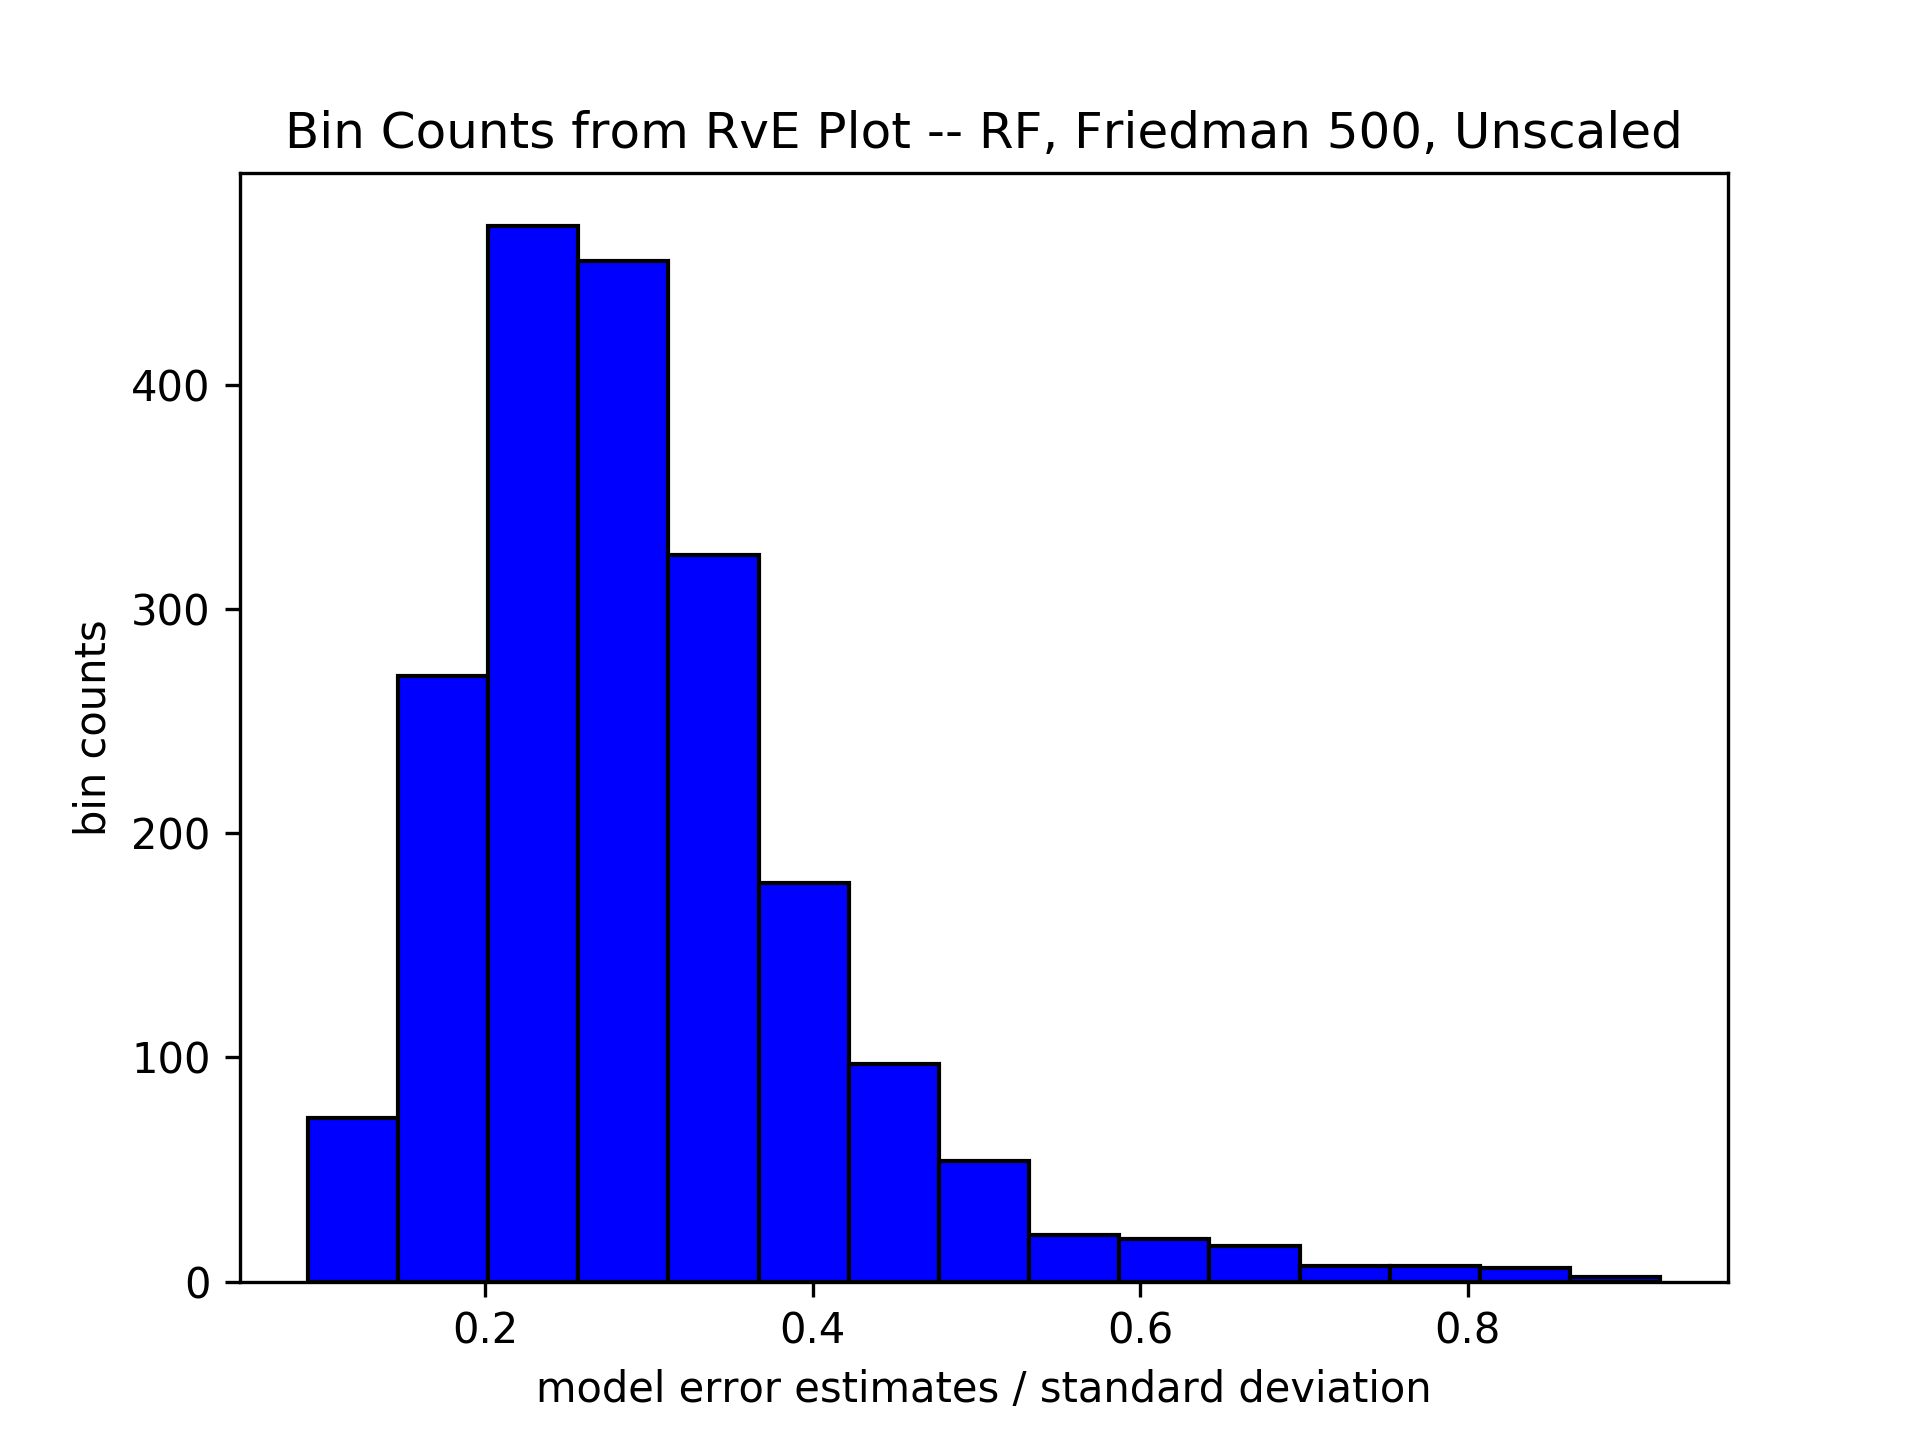 Bin Counts from RvE Plot -- RF, Friedman 500, Unscaled
bin counts
400
300
200
100
0
0.2 0.4 0.6 0.8
model error estimates / standard deviation